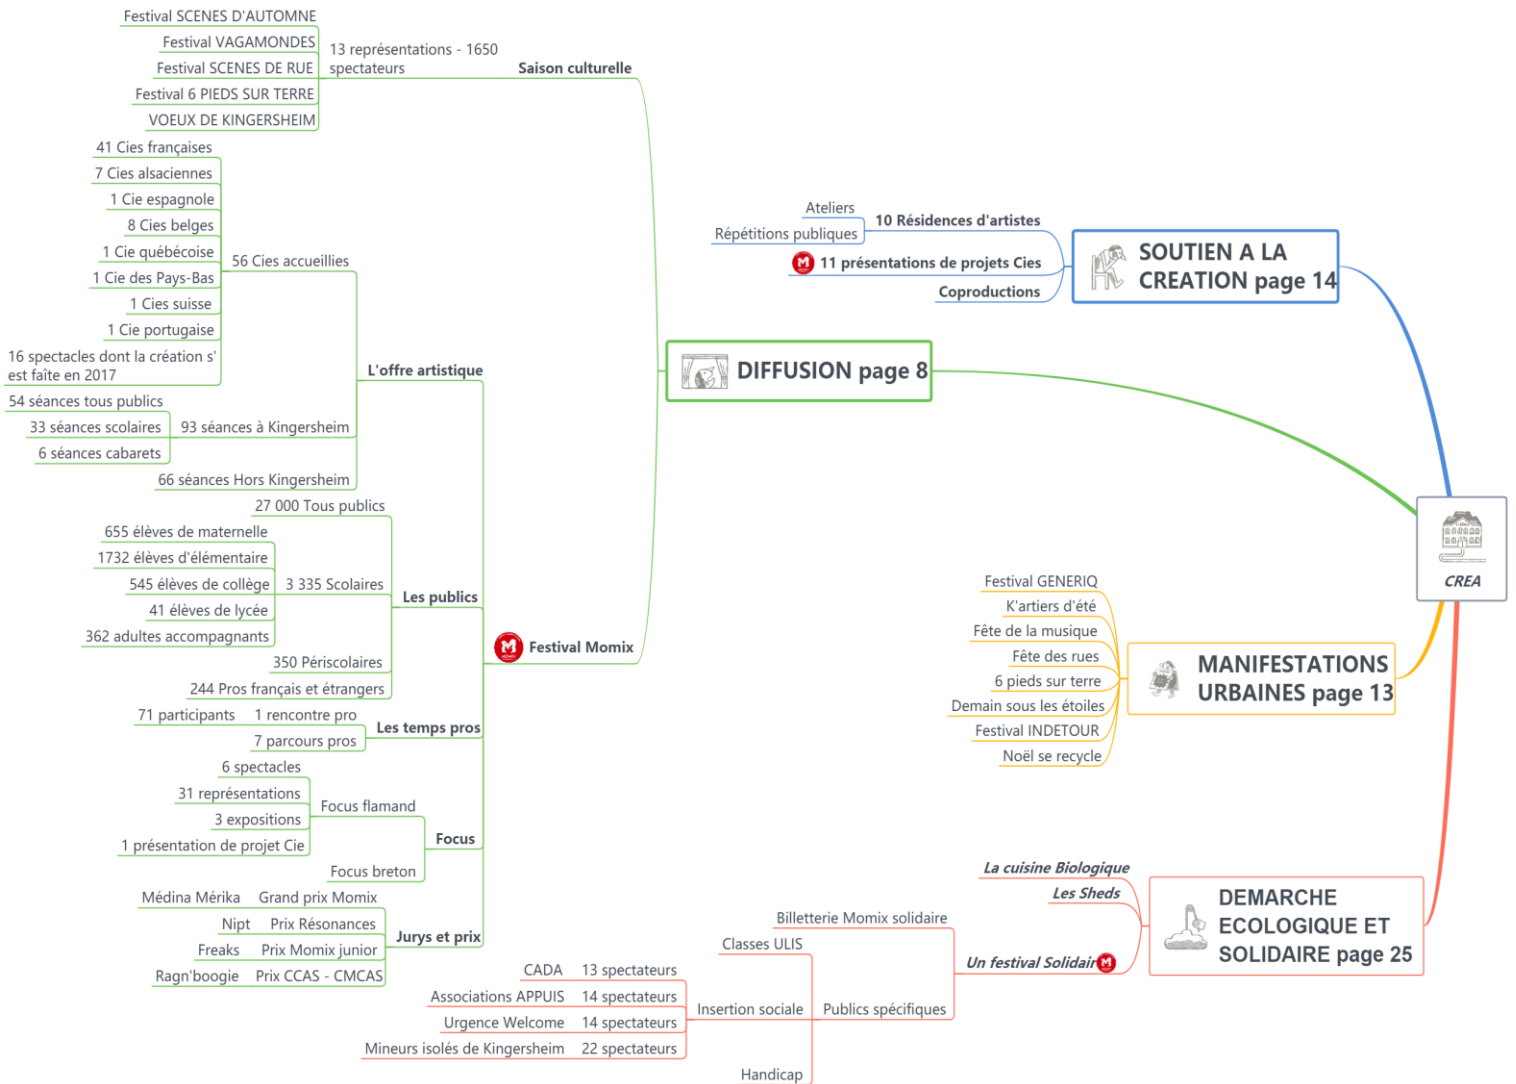 Festival SCENES D'AUTOMNE
Festival VAGAMONDES
Festival SCENES DE RUE
Festival 6 PIEDS SUR TERRE
VOEUX DE KINGERSHEIM
13 représentations - 1650
spectateurs
Saison culturelle
41 Cies françaises
7 Cies alsaciennes
1 Cie espagnole
8 Cies belges
1 Cie québécoise
1 Cie des Pays-Bas
1 Cies suisse
1 Cie portugaise
16 spectacles dont la création s'
est faîte en 2017
56 Cies accueillies
54 séances tous publics
33 séances scolaires
6 séances cabarets
93 séances à Kingersheim
66 séances Hors Kingersheim
L'offre artistique
27 000 Tous publics
655 élèves de maternelle
1732 élèves d'élémentaire
545 élèves de collège
41 élèves de lycée
362 adultes accompagnants
3 335 Scolaires
350 Périscolaires
244 Pros français et étrangers
Les publics
71 participants
1 rencontre pro
7 parcours pros
Les temps pros
6 spectacles
31 représentations
3 expositions
1 présentation de projet Cie
Focus flamand
Focus breton
Focus
Médina Mérika
Grand prix Momix
Nipt
Prix Résonances
Freaks
Prix Momix junior
Ragn'boogie
Prix CCAS - CMCAS
Jurys et prix
M
Festival Momix
DIFFUSION page 8
Ateliers
Répétitions publiques
10 Résidences d'artistes
M
11 présentations de projets Cies
Coproductions
SOUTIEN A LA
CREATION page 14
CREA
Festival GENERIQ
K'artiers d'été
Fête de la musique
Fête des rues
6 pieds sur terre
Demain sous les étoiles
Festival INDETOUR
Noël se recycle
MANIFESTATIONS
URBAINES page 13
La cuisine Biologique
Les Sheds
Billetterie Momix solidaire
Classes ULIS
CADA
13 spectateurs
Associations APPUIS
14 spectateurs
Urgence Welcome
14 spectateurs
Mineurs isolés de Kingersheim
22 spectateurs
Insertion sociale
Handicap
Publics spécifiques
Un festival Solidair
M
DEMARCHE
ECOLOGIQUE ET
SOLIDAIRE page 25